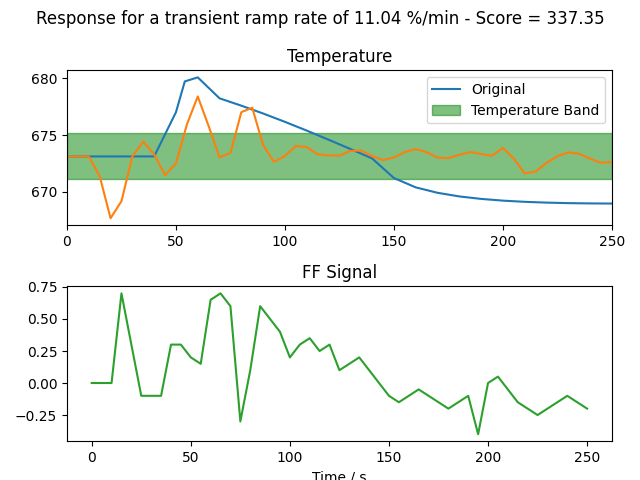 Response for a transient ramp rate of 11.04 %/min - Score = 337.35
Temperature
680
675
670
Original
Temperature Band
0 50 100 150 200 250
FF Signal
0.75
0.50
0.25
0.00
−0.25
0 50 100 150 200 250
Time / s